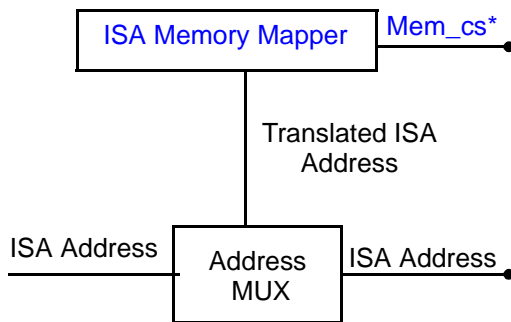 ISA Memory Mapper
Mem_cs*
Translated ISA
Address
ISA Address
Address
MUX
ISA Address